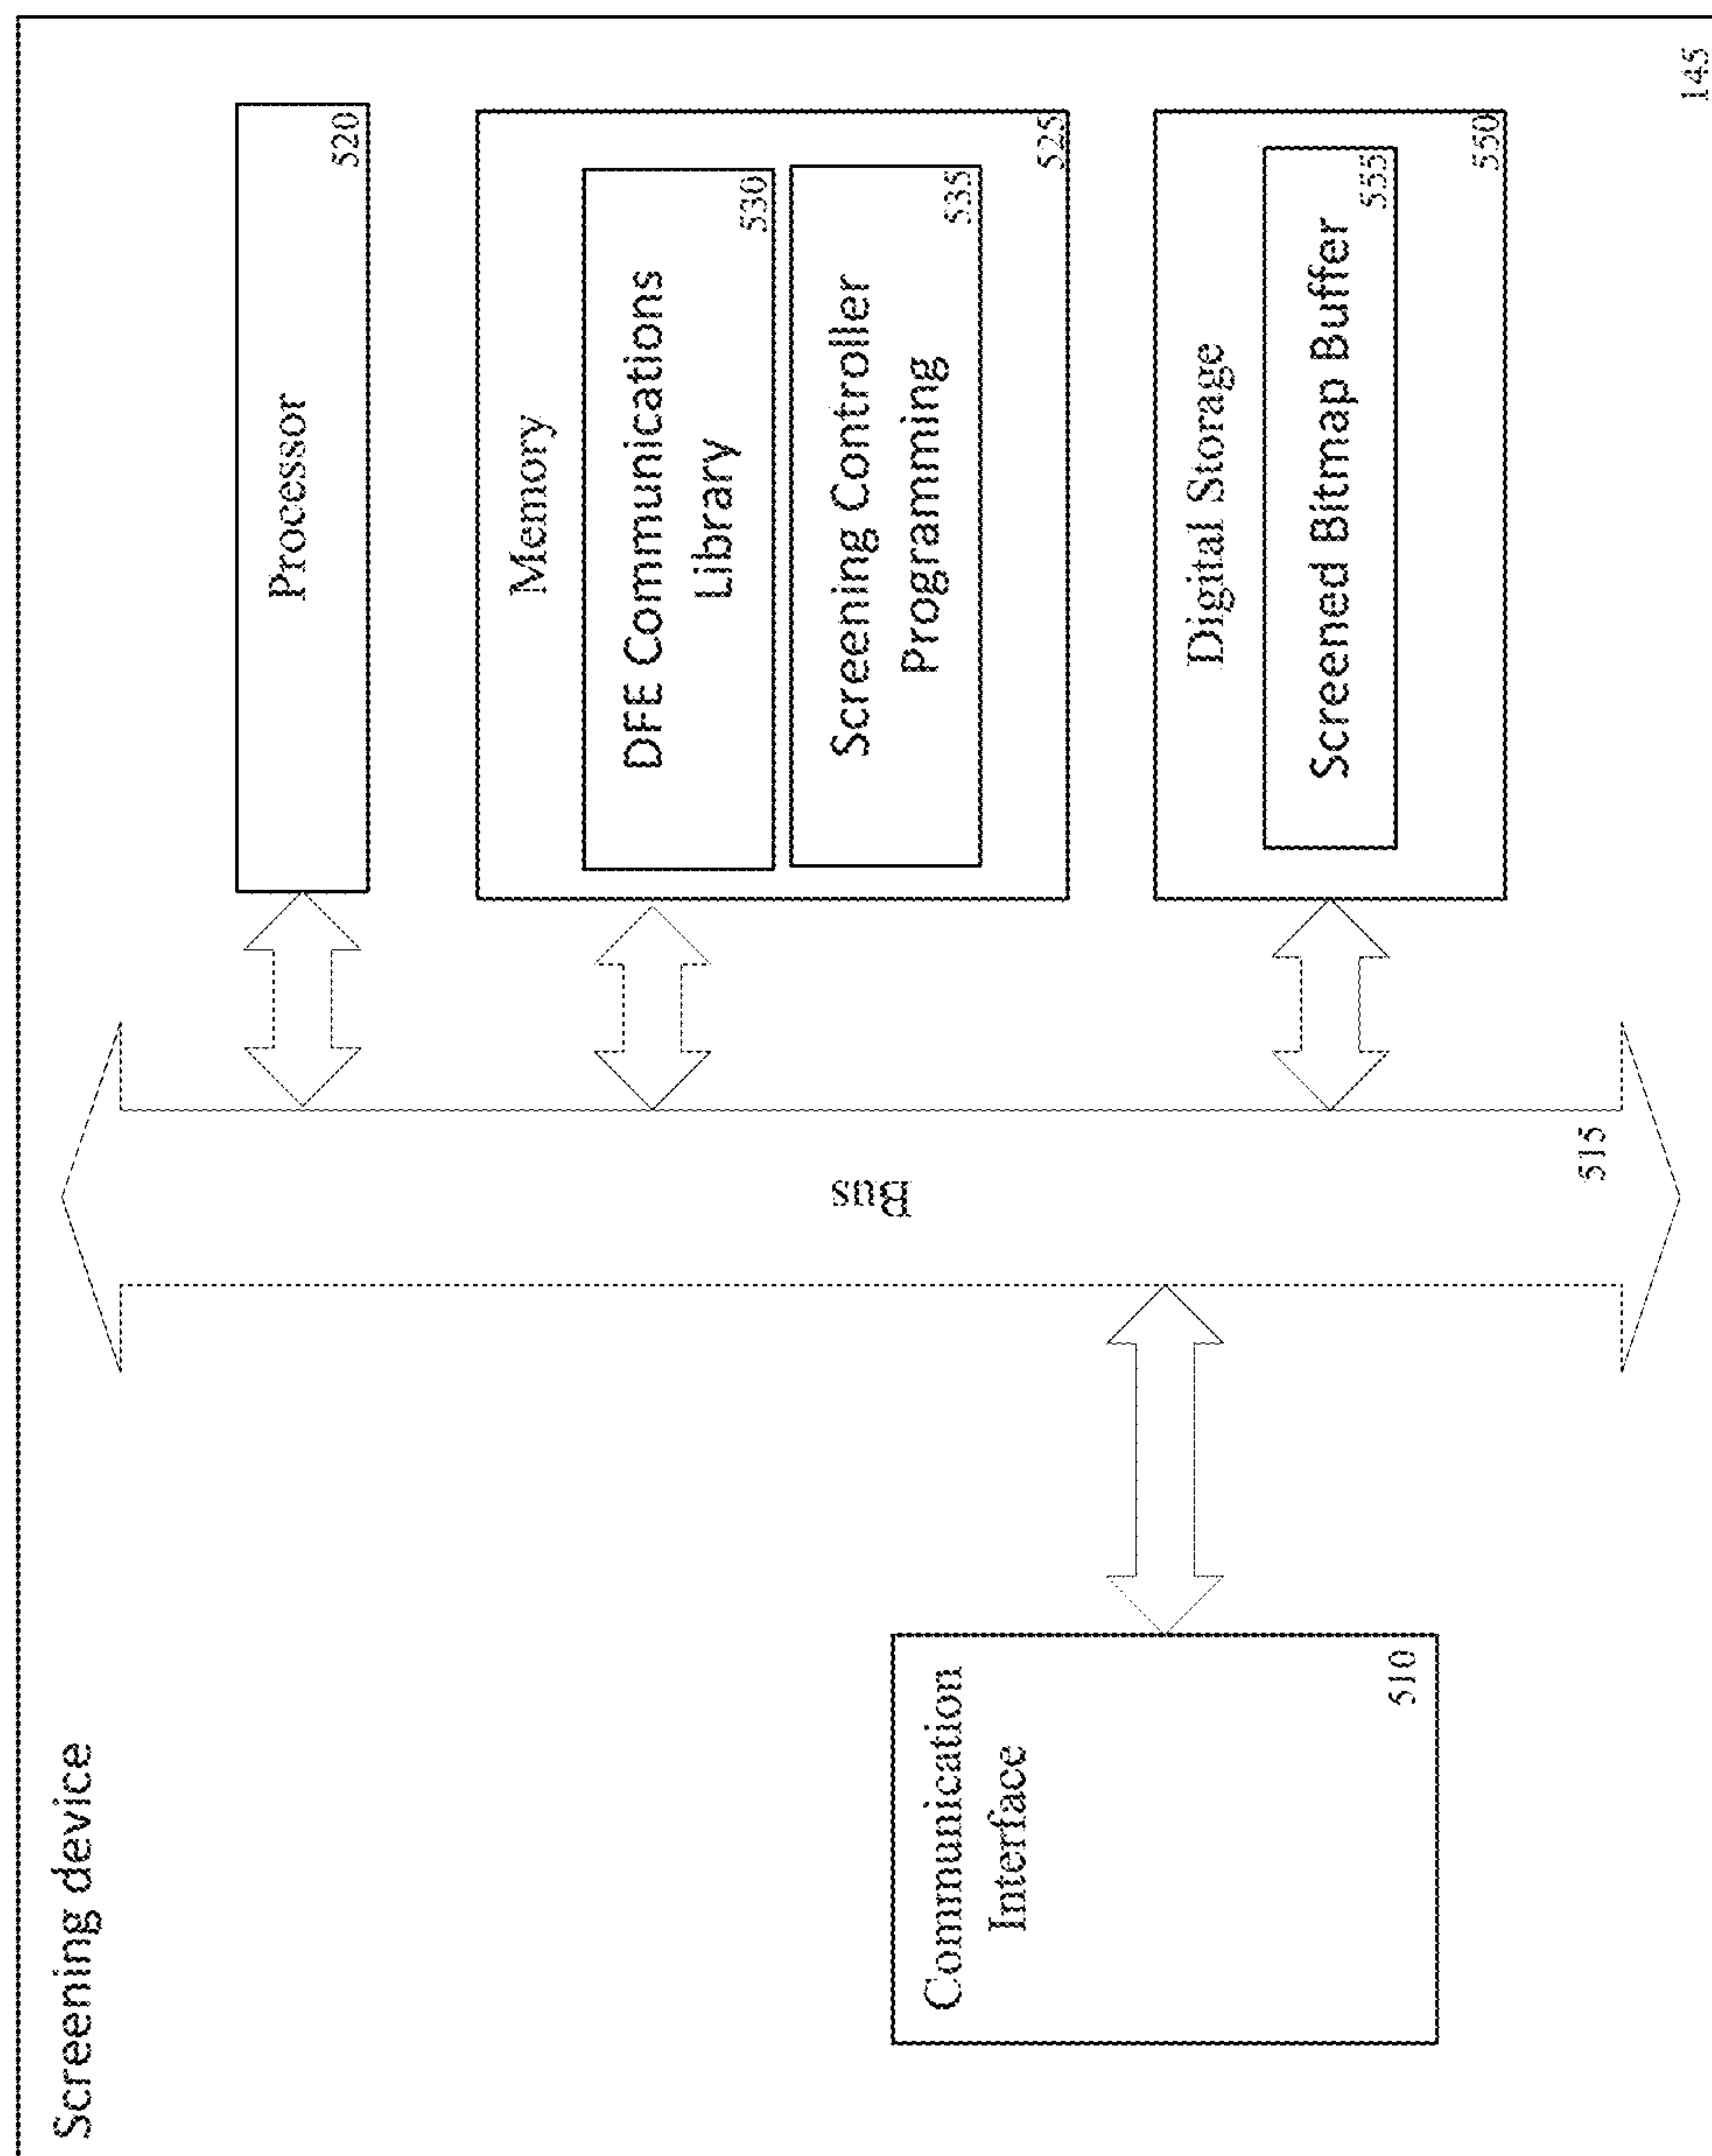 Screening device
Processor
520
Memory
DFE Communications
Library
530
Screening Controller
Programming
535
525
Digital Storage
Screened Bitmap Buffer
555
550
Bus
515
Communication
Interface
510
145